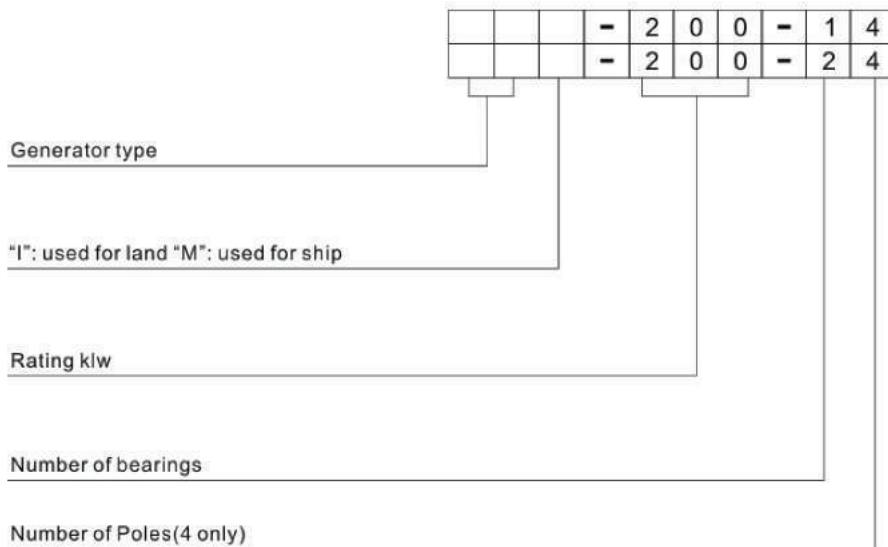 - 2 0 0 - 1 4
- 2 0 0 - 2 4
Generator type
“I”: used for land “M”: used for ship
Rating klw
Number of bearings
Number of Poles(4 only)